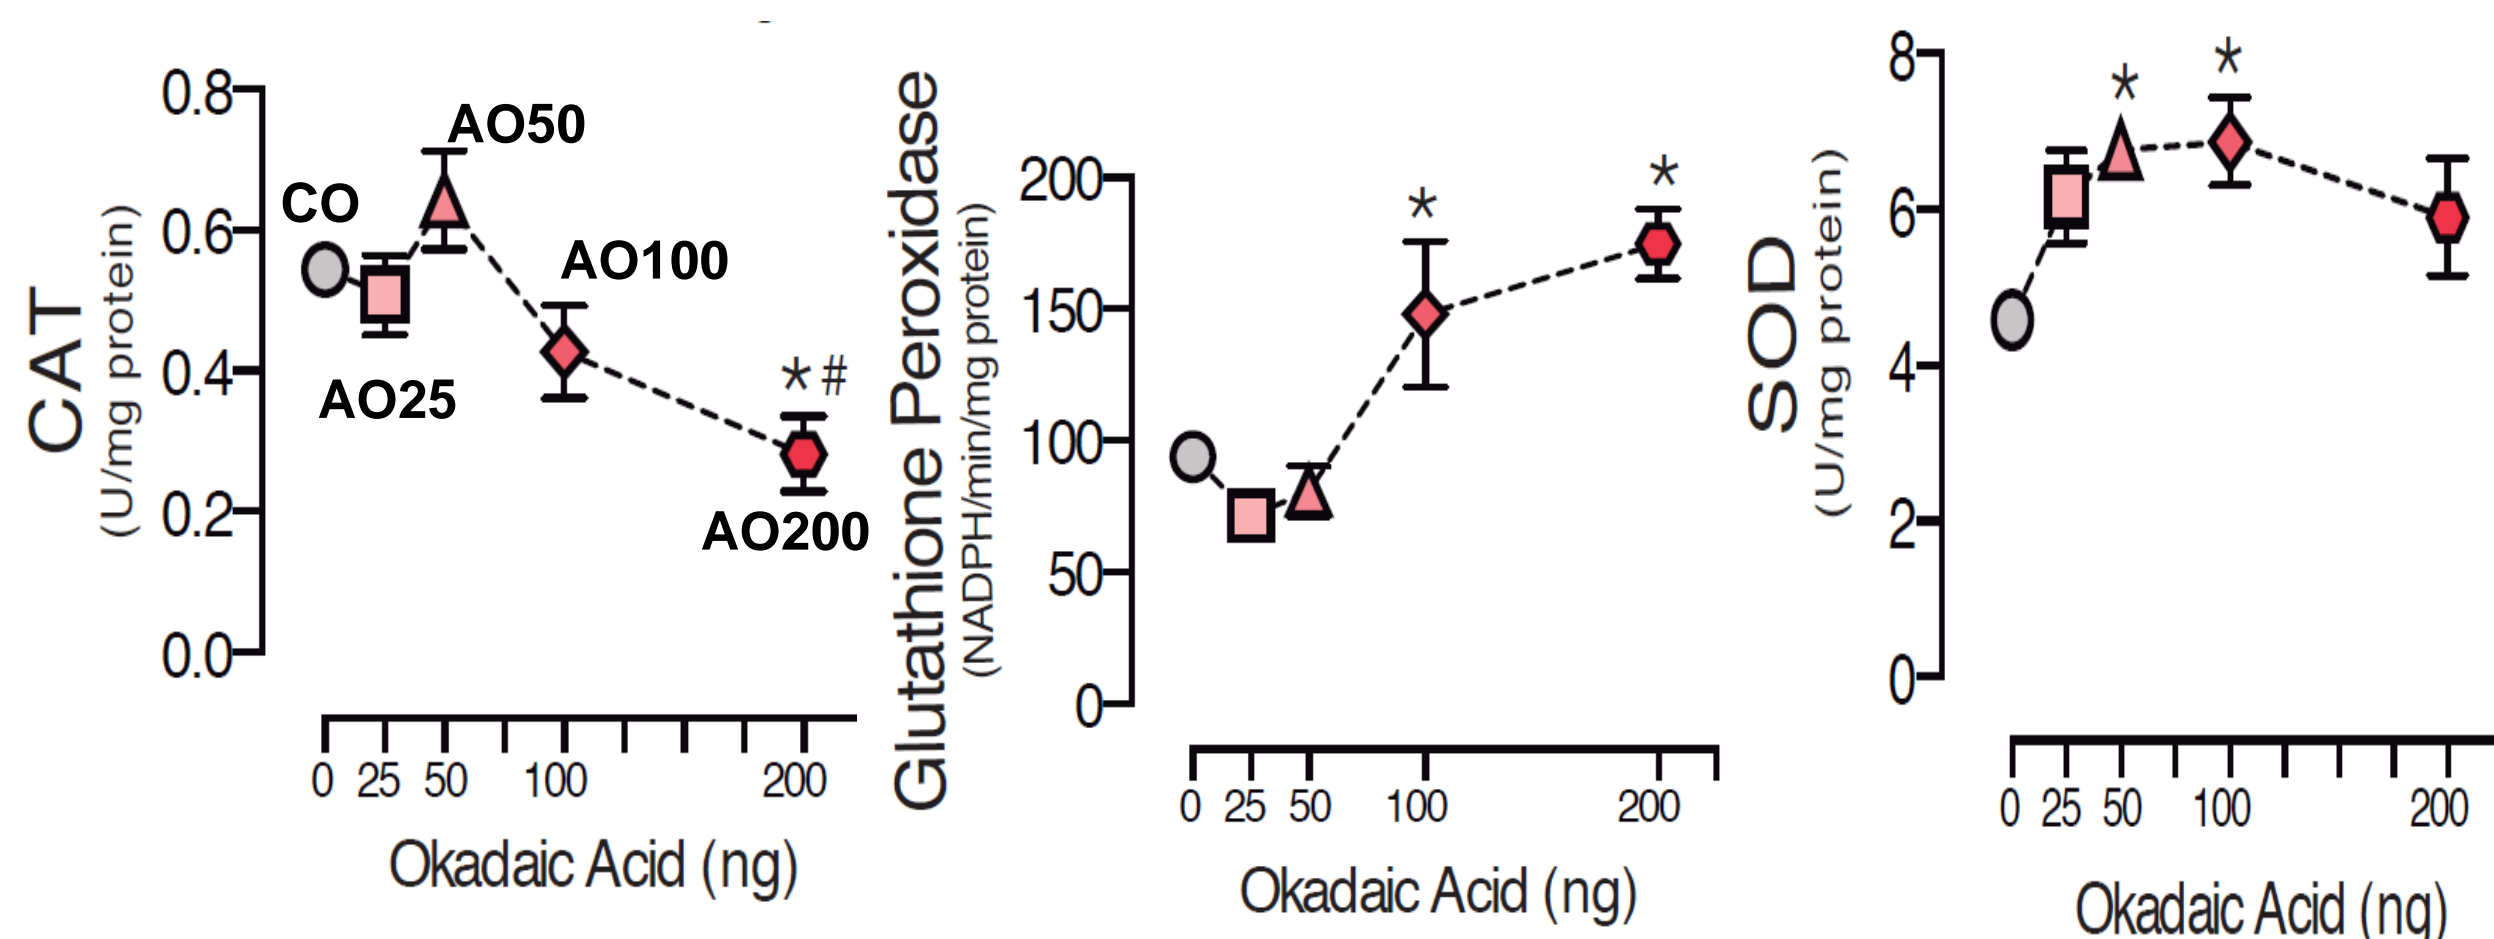 CAT
(U/mg protein)
0.8
0.6
0.4
0.2
0.0
CO
AO25
AO50
AO100
* #
AO200
0 25 50 100 200
Okadaic Acid (ng)
Glutathione Peroxidase
(NADPH/min/mg protein)
200
150
100
50
0
*
*
0 25 50 100 200
Okadaic Acid (ng)
SOD
(U/mg protein)
8
6
4
2
0
*
*
0 25 50 100 200
Okadaic Acid (ng)